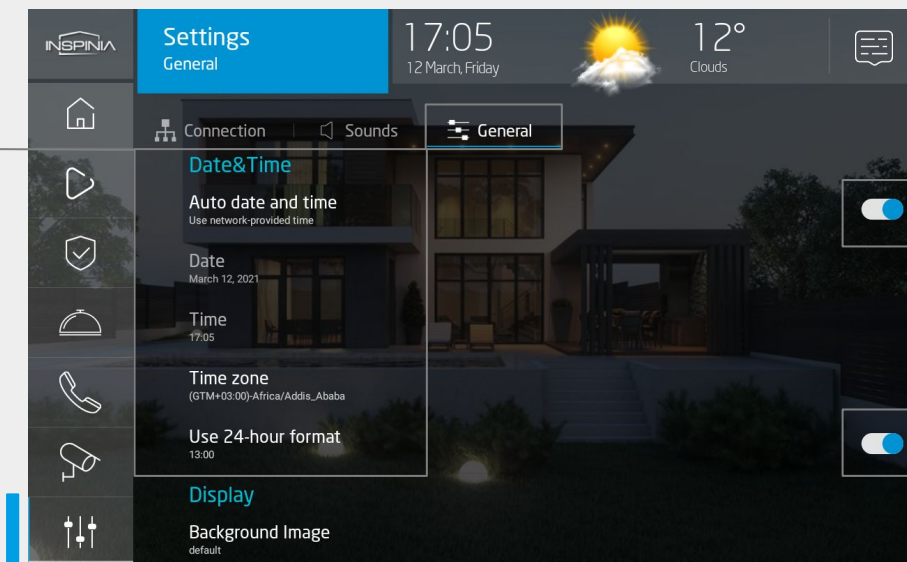 INSPINIA
Settings
General
17:05
12 March, Friday
12°
Clouds
Connection
Sounds
General
Date&Time
Auto date and time
Use network-provided time
Date
March 12, 2021
Time
17:05
Time zone
(GTM+03:00)-Africa/Addis_Ababa
Use 24-hour format
13:00
Display
Background Image
default